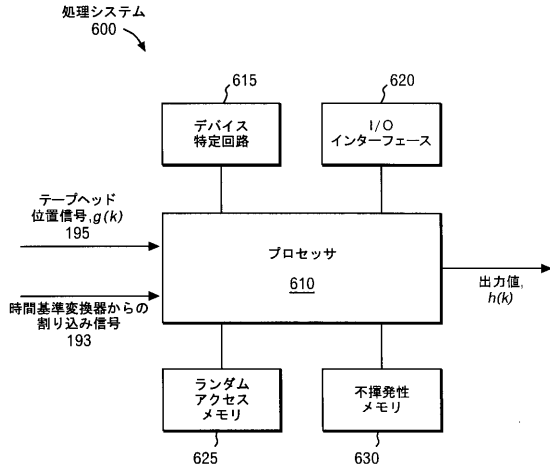 処理システム
600
615
620
デバイス
特定回路
I/O
インターフェース
テープヘッド
位置信号,g(k)
195
プロセッサ
610
時間基準変換器からの
割り込み信号
193
出力値,
h(k)
ランダム
アクセス
メモリ
不揮発性
メモリ
625
630